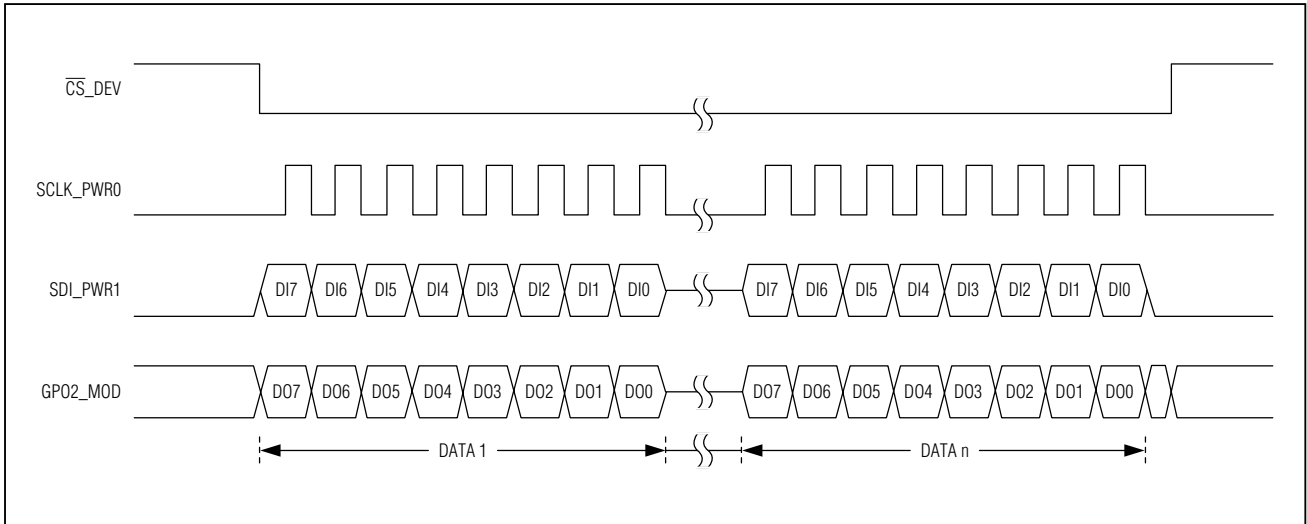 C̅S̅_DEV
SCLK_PWR0
SDI_PWR1 DI7 DI6 DI5 DI4 DI3 DI2 DI1 DI0 DI7 DI6 DI5 DI4 DI3 DI2 DI1 DI0
GPO2_MOD DO7 DO6 DO5 DO4 DO3 DO2 DO1 DO0 DO7 DO6 DO5 DO4 DO3 DO2 DO1 DO0
DATA 1 DATA n